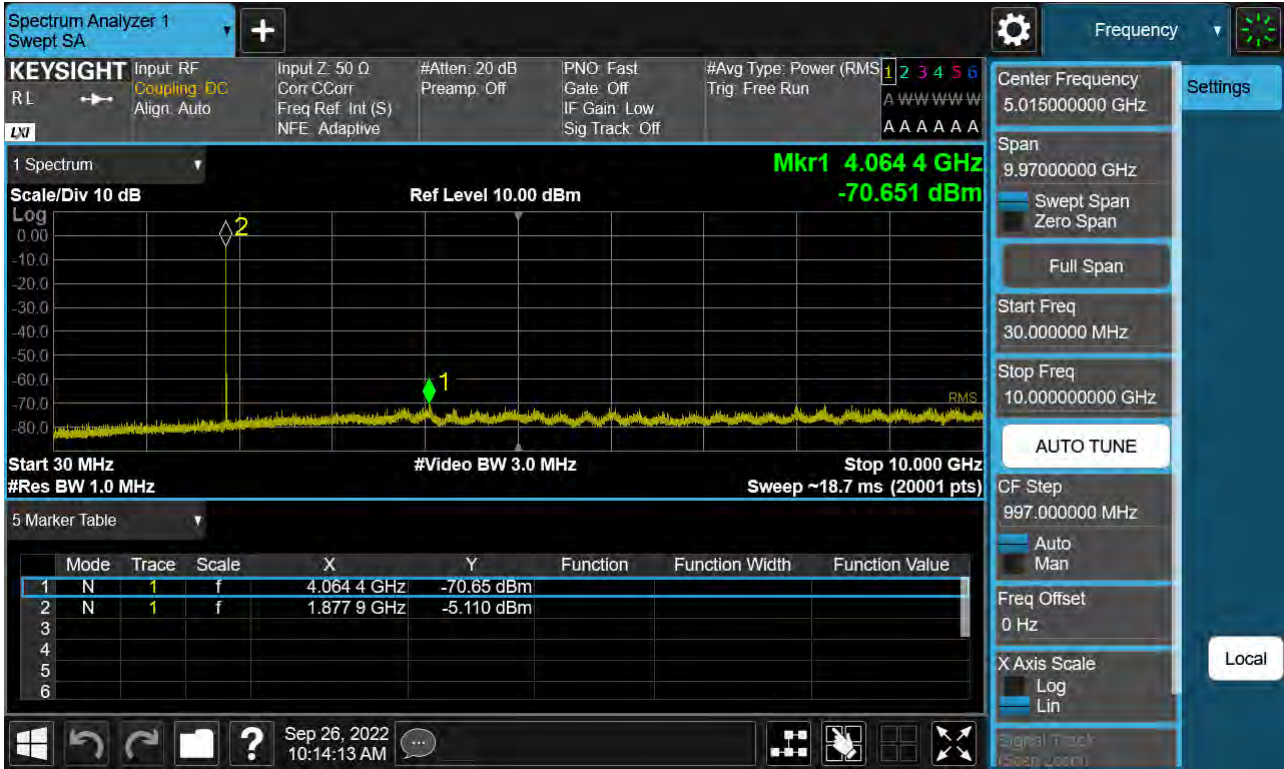 Spectrum Analyzer 1
Swept SA
Frequency
KEYSIGHT
R L
LXI
Input: RF
Coupling: DC
Align: Auto
Input Z: 50 Ω
Corr CCorr
Freq Ref: Int (S)
NFE: Adaptive
#Atten: 20 dB
Preamp: Off
PNO: Fast
Gate: Off
IF Gain: Low
Sig Track: Off
#Avg Type: Power (RMS
Trig: Free Run
1 2 3 4 5 6
A W W W W W
A A A A A A
1 Spectrum
Mkr1 4.064 4 GHz
-70.651 dBm
Scale/Div 10 dB
Ref Level 10.00 dBm
Log
0.00
-10.0
-20.0
-30.0
-40.0
-50.0
-60.0
-70.0
-80.0
2
1
RMS
Start 30 MHz
#Video BW 3.0 MHz
Stop 10.000 GHz
#Res BW 1.0 MHz
Sweep ~18.7 ms (20001 pts)
5 Marker Table
Mode Trace Scale X Y Function Function Width Function Value
1 N 1 f 4.064 4 GHz -70.65 dBm
2 N 1 f 1.877 9 GHz -5.110 dBm
3
4
5
6
Sep 26, 2022
10:14:13 AM
Center Frequency
5.015000000 GHz
Settings
Span
9.97000000 GHz
Swept Span
Zero Span
Full Span
Start Freq
30.000000 MHz
Stop Freq
10.000000000 GHz
AUTO TUNE
CF Step
997.000000 MHz
Auto
Man
Freq Offset
0 Hz
X Axis Scale
Log
Lin
Local
Signal Track
(Span Zoom)